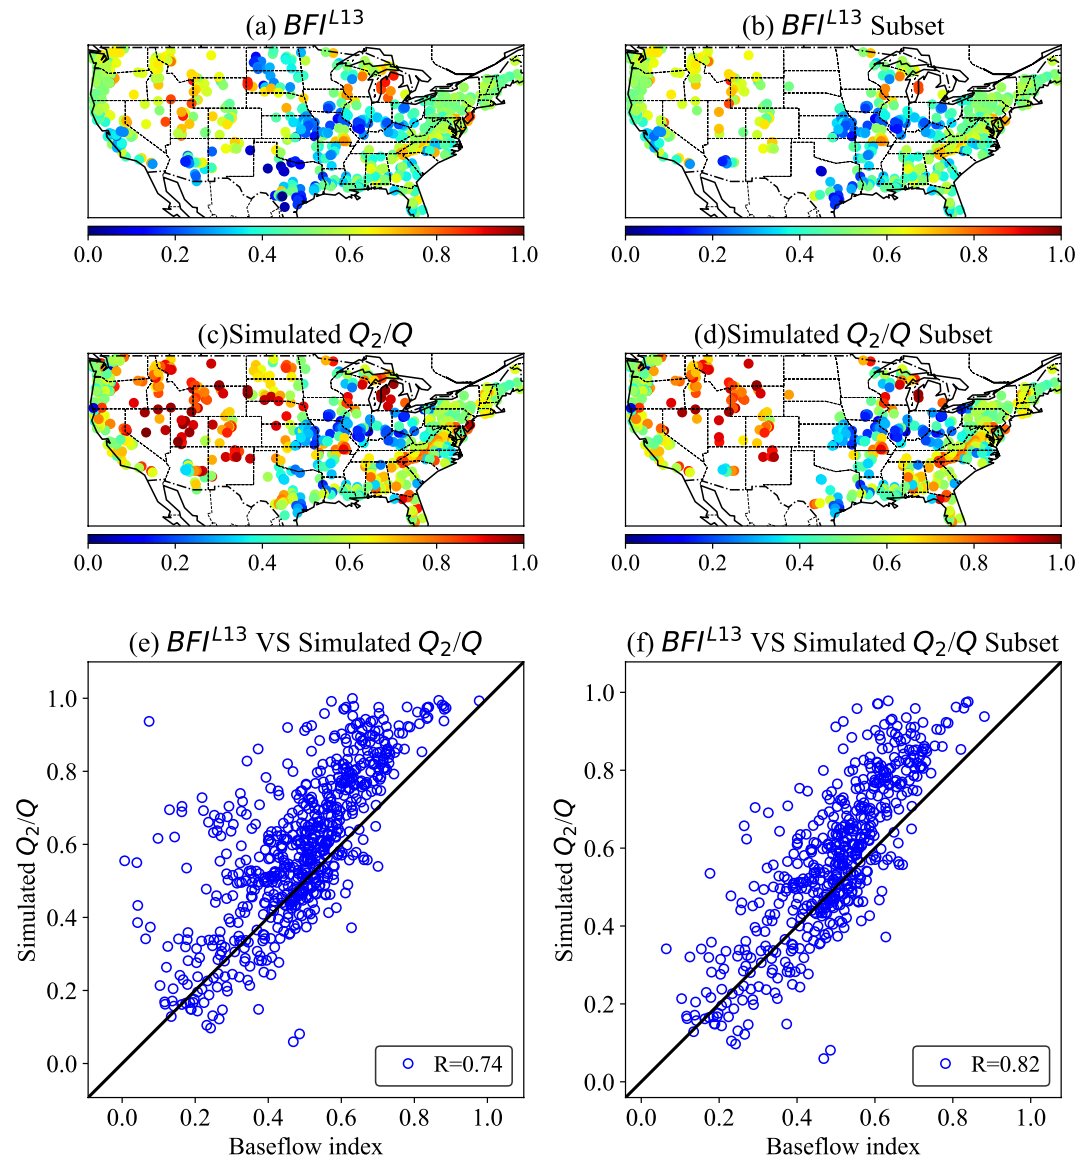 (a) BFI^L13
(b) BFI^L13 Subset
0.0 0.2 0.4 0.6 0.8 1.0
0.0 0.2 0.4 0.6 0.8 1.0
(c)Simulated Q₂/Q
(d)Simulated Q₂/Q Subset
0.0 0.2 0.4 0.6 0.8 1.0
0.0 0.2 0.4 0.6 0.8 1.0
(e) BFI^L13 VS Simulated Q₂/Q
1.0
0.8
0.6
0.4
0.2
0.0
Simulated Q₂/Q
R=0.74
0.0 0.2 0.4 0.6 0.8 1.0
Baseflow index
(f) BFI^L13 VS Simulated Q₂/Q Subset
1.0
0.8
0.6
0.4
0.2
0.0
Simulated Q₂/Q
R=0.82
0.0 0.2 0.4 0.6 0.8 1.0
Baseflow index